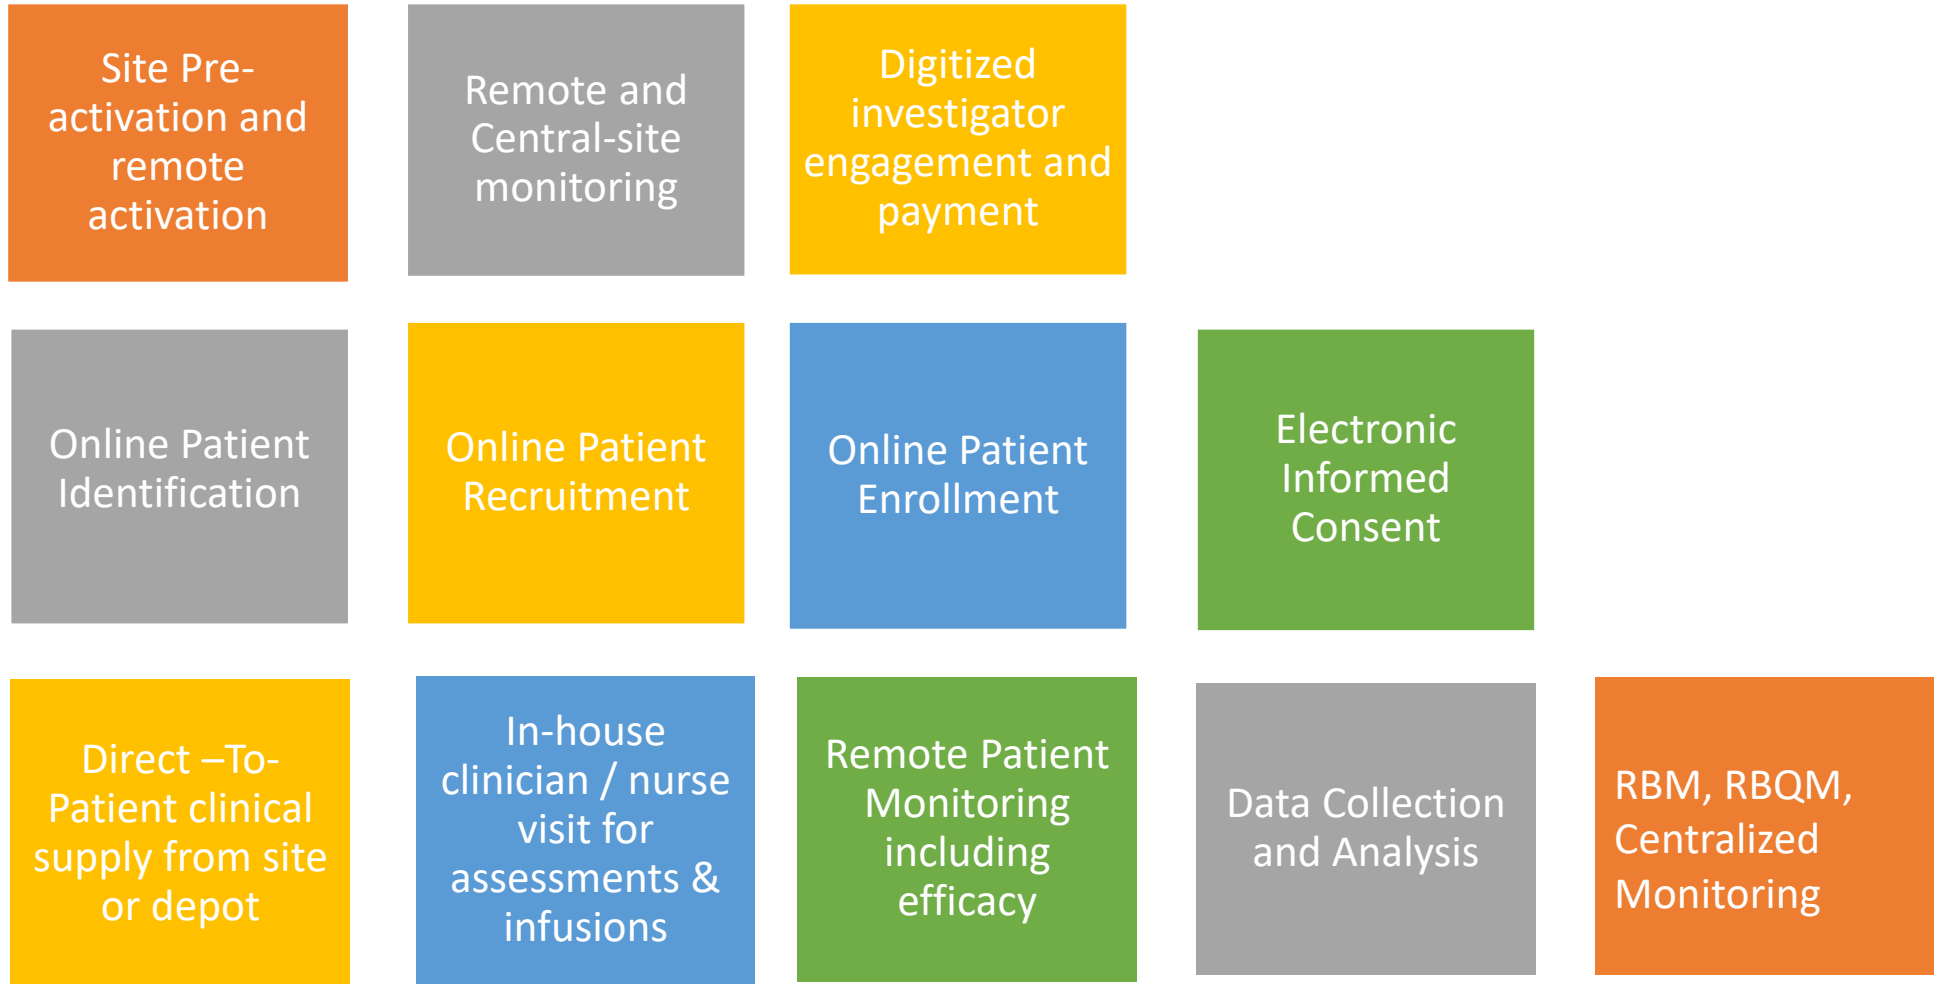 Site Pre-
activation and
remote
activation
Remote and
Central-site
monitoring
Digitized
investigator
engagement and
payment
Online Patient
Identification
Online Patient
Recruitment
Online Patient
Enrollment
Electronic
Informed
Consent
Direct –To-
Patient clinical
supply from site
or depot
In-house
clinician / nurse
visit for
assessments &
infusions
Remote Patient
Monitoring
including
efficacy
Data Collection
and Analysis
RBM, RBQM,
Centralized
Monitoring